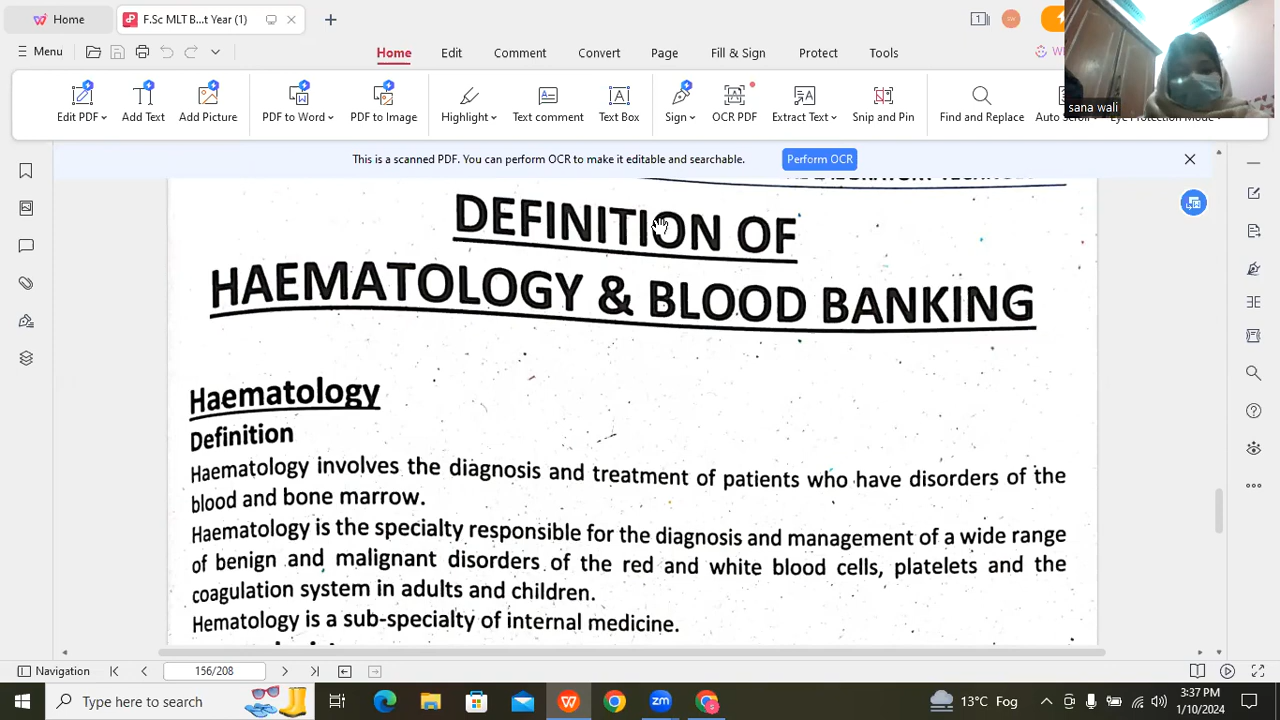 Home
F.Sc MLT B...t Year (1)
1
SW
Menu
Home
Edit
Comment
Convert
Page
Fill & Sign
Protect
Tools
sana wali
Edit PDF
Add Text
Add Picture
PDF to Word
PDF to Image
Highlight
Text comment
Text Box
Sign
OCR PDF
Extract Text
Snip and Pin
Find and Replace
Auto Scroll
Eye Protection Mode
This is a scanned PDF. You can perform OCR to make it editable and searchable.
Perform OCR
DEFINITION OF
HAEMATOLOGY & BLOOD BANKING
Haematology
Definition
Haematology involves the diagnosis and treatment of patients who have disorders of the
blood and bone marrow.
Haematology is the specialty responsible for the diagnosis and management of a wide range
of benign and malignant disorders of the red and white blood cells, platelets and the
coagulation system in adults and children.
Hematology is a sub-specialty of internal medicine.
Navigation
156/208
Type here to search
13°C Fog
3:37 PM
1/10/2024